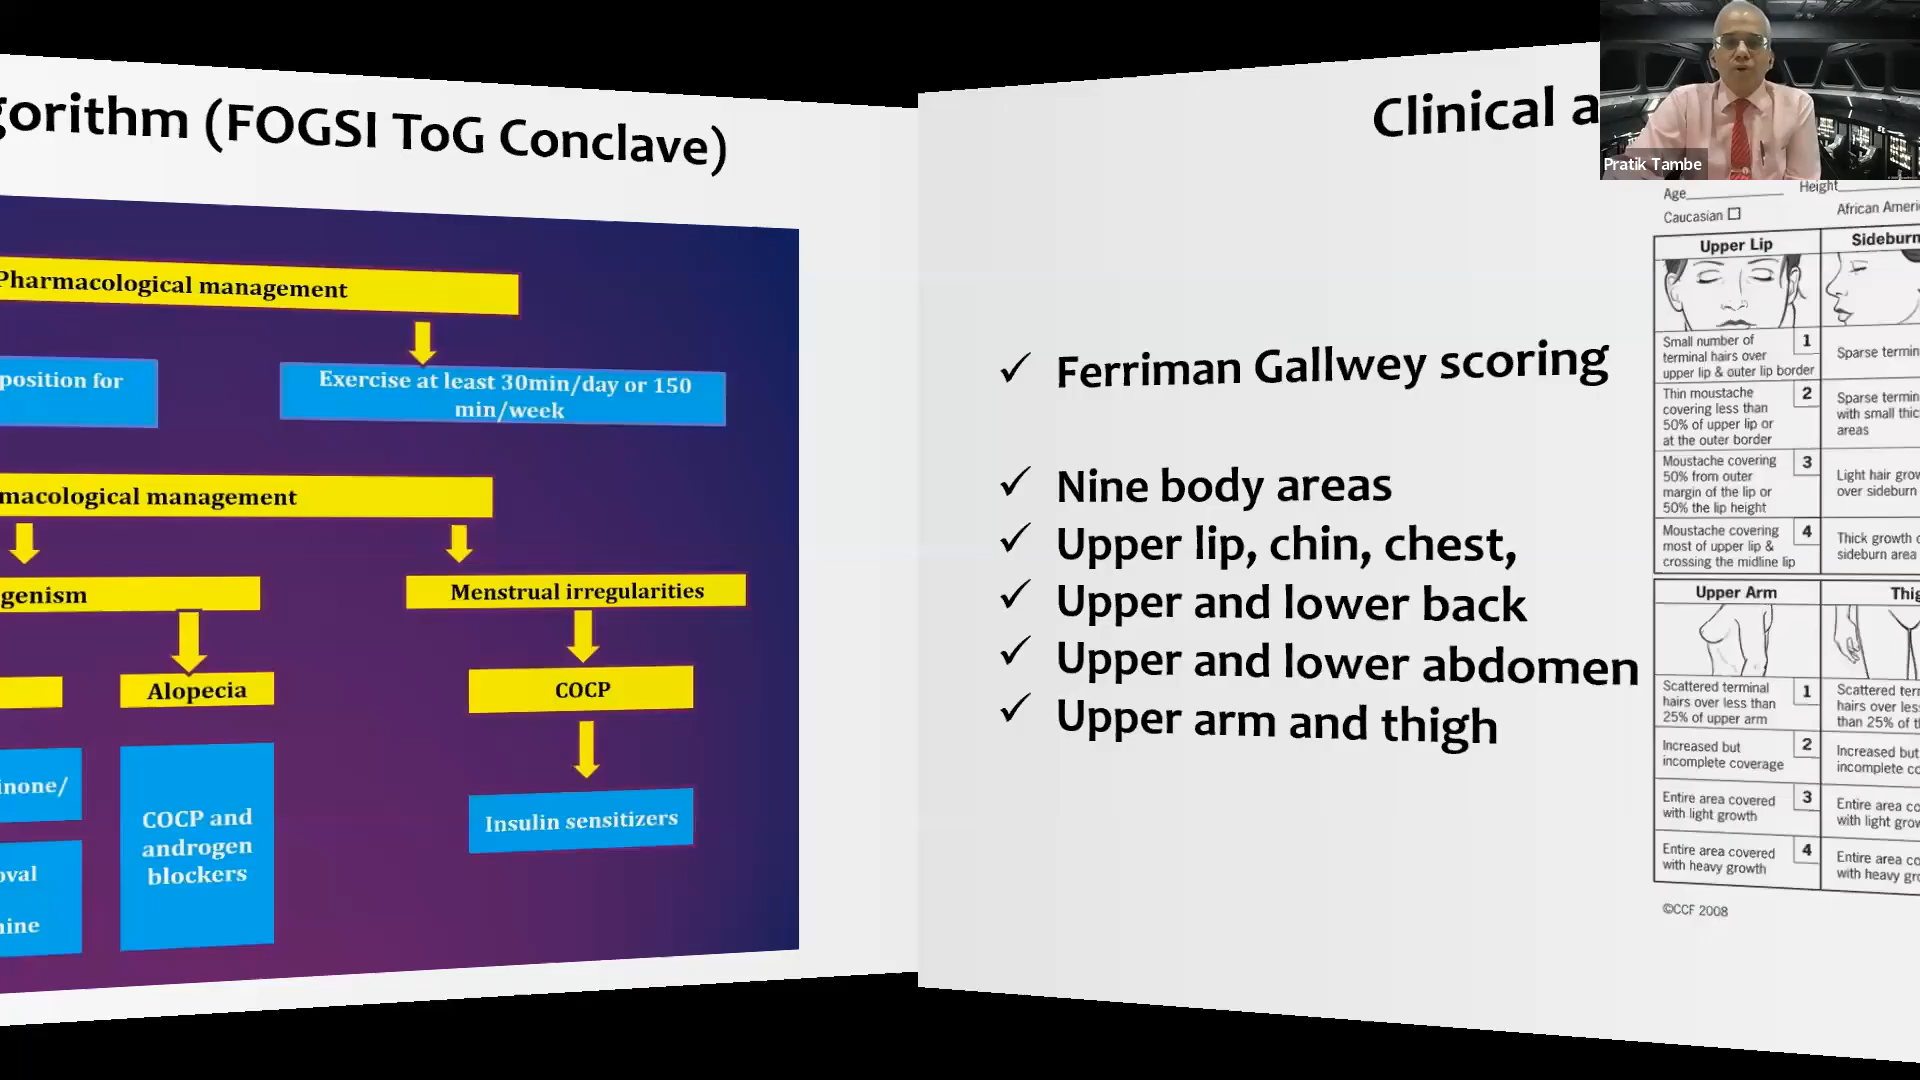 gorithm (FOGSI ToG Conclave)
Pharmacological management
position for
Exercise at least 30min/day or 150
min/week
macological management
genism
Menstrual irregularities
Alopecia
COCP
inone/
COCP and
androgen
blockers
Insulin sensitizers
oval
nine
Clinical a
Pratik Tambe
✓ Ferriman Gallwey scoring
✓ Nine body areas
✓ Upper lip, chin, chest,
✓ Upper and lower back
✓ Upper and lower abdomen
✓ Upper arm and thigh
Age Height
Caucasian African Ameri
Upper Lip Sideburn
Small number of
terminal hairs over
upper lip & outer lip border
1
Sparse termin
Thin moustache
covering less than
50% of upper lip or
at the outer border
2
Sparse termin
with small thic
areas
Moustache covering
50% from outer
margin of the lip or
50% the lip height
3
Light hair grow
over sideburn
Moustache covering
most of upper lip &
crossing the midline lip
4
Thick growth o
sideburn area
Upper Arm Thig
Scattered terminal
hairs over less than
25% of upper arm
1
Scattered terr
hairs over less
than 25% of th
Increased but
incomplete coverage
2
Increased but
incomplete co
Entire area covered
with light growth
3
Entire area co
with light grow
Entire area covered
with heavy growth
4
Entire area co
with heavy gro
©CCF 2008